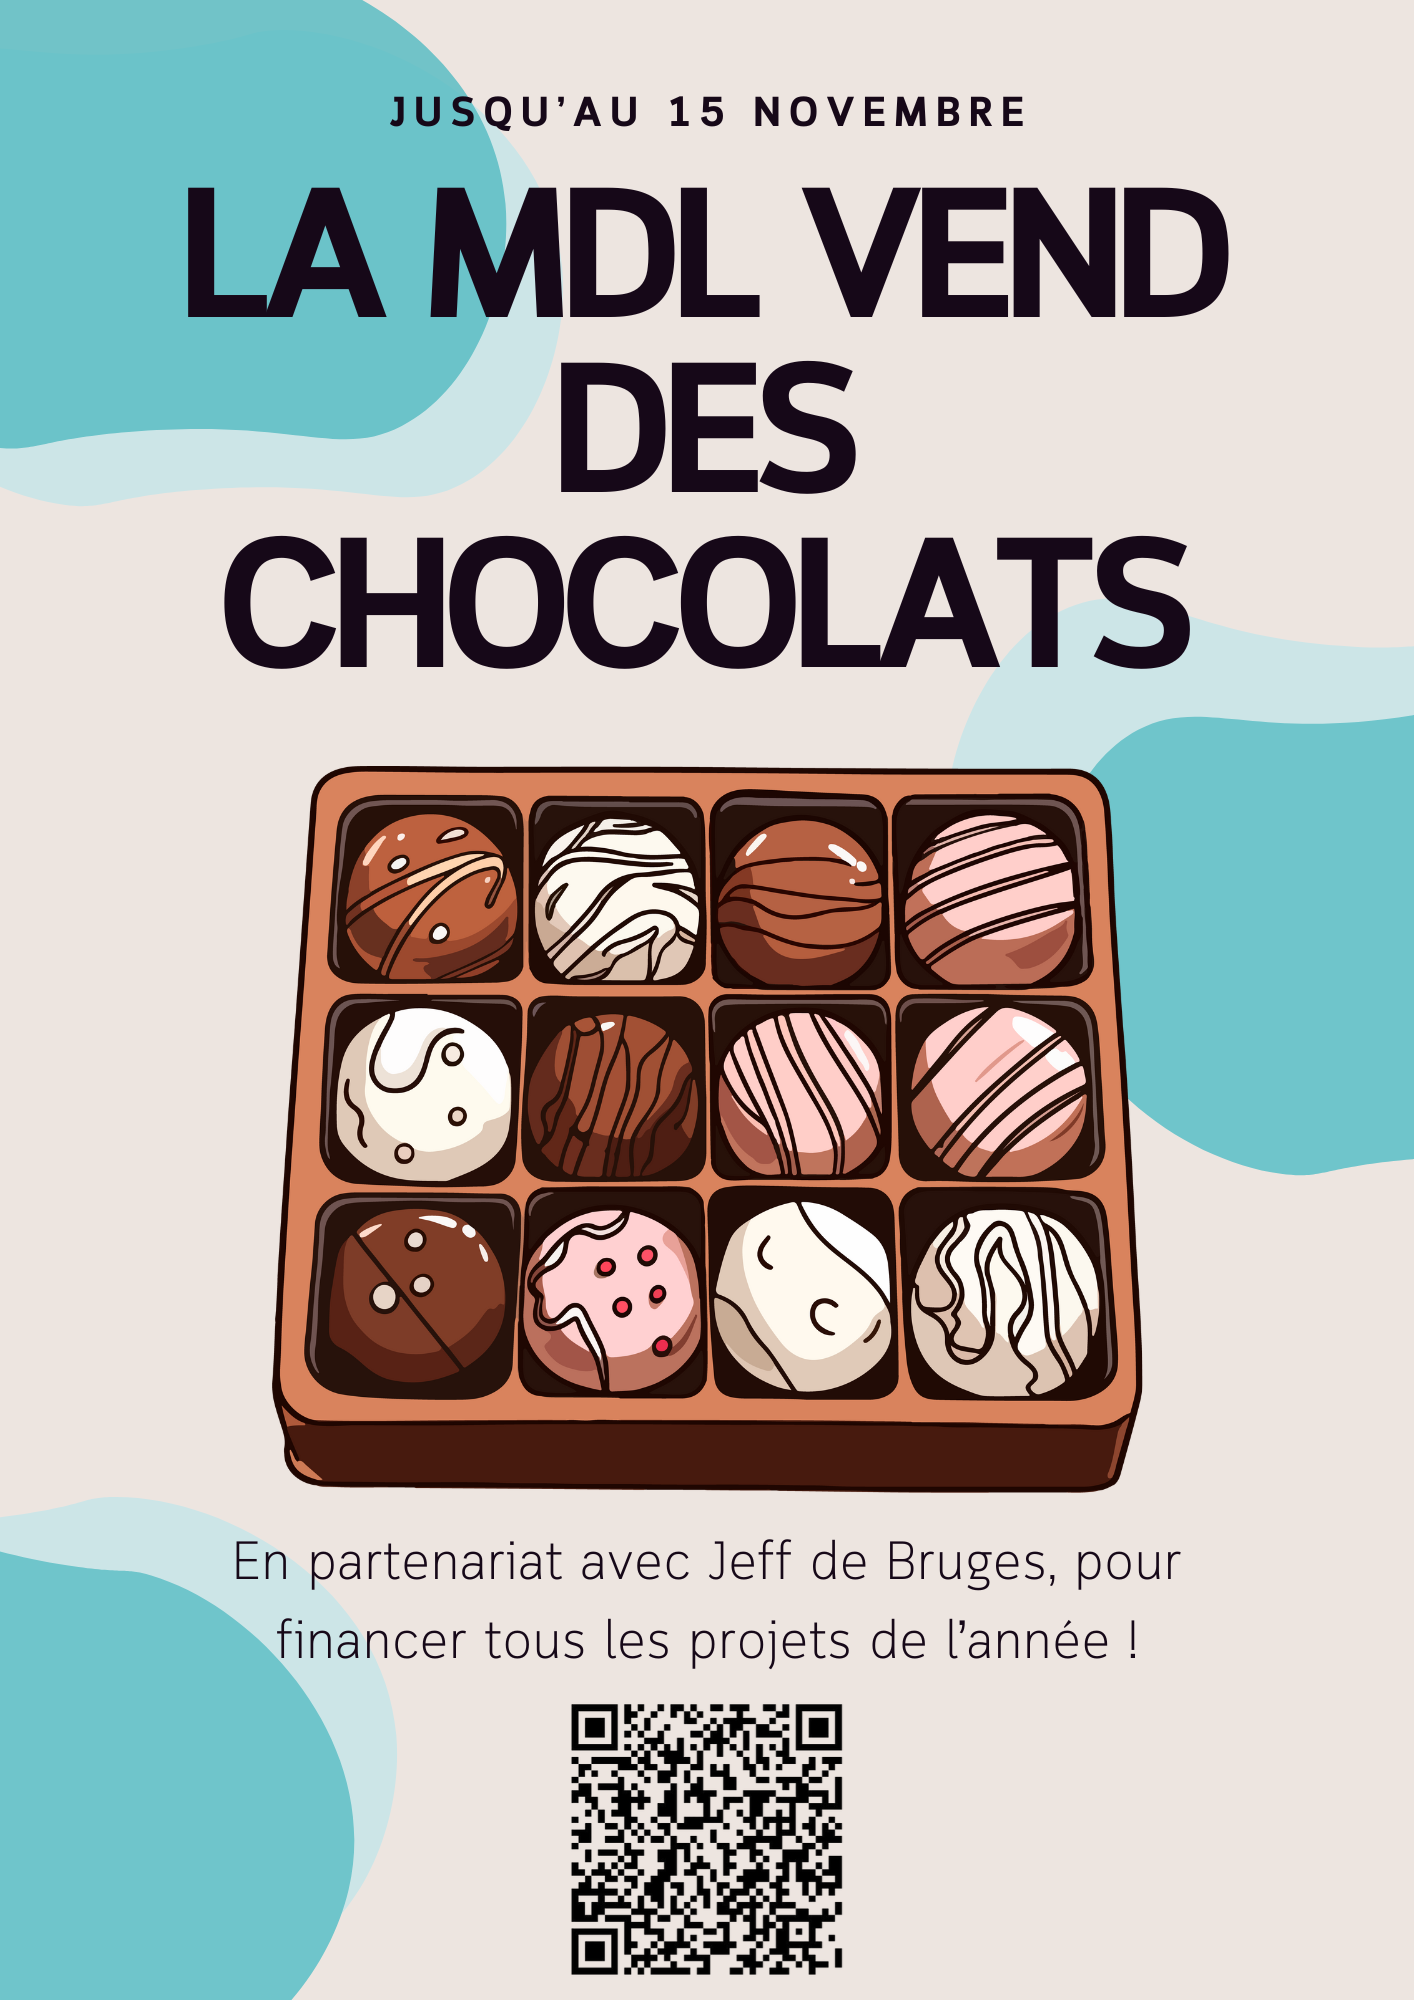 JUSQU’AU 15 NOVEMBRE
LA MDL VEND
DES
CHOCOLATS
En partenariat avec Jeff de Bruges, pour
financer tous les projets de l’année !